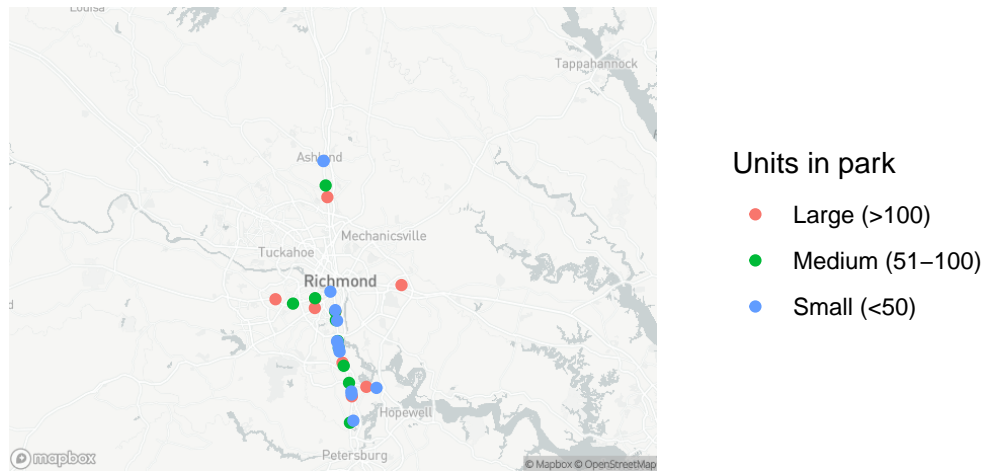 Louisa
Tappahannock
Ashland
Mechanicsville
Tuckahoe
Richmond
Hopewell
Petersburg
mapbox
© Mapbox © OpenStreetMap
Units in park
Large (>100)
Medium (51–100)
Small (<50)